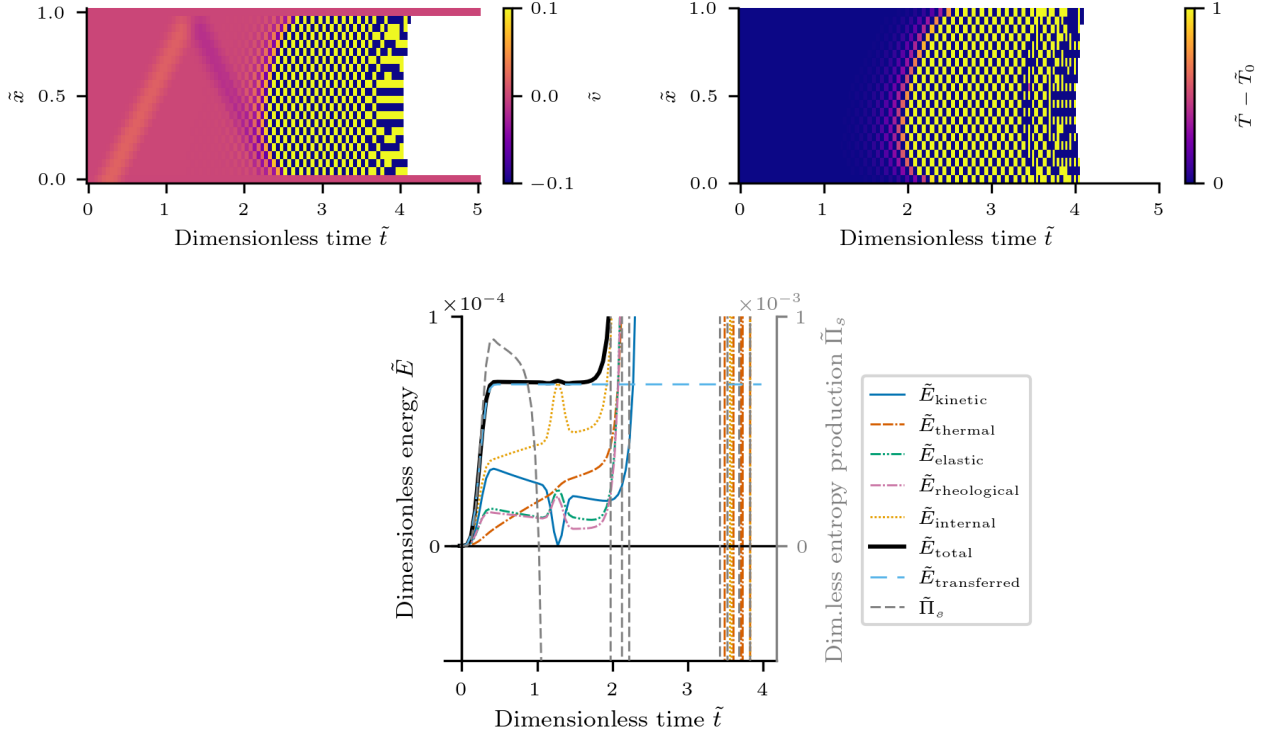 1.0
0.5
0.0
x̃
0 1 2 3 4 5
Dimensionless time t̃
0.1
0.0
−0.1
ṽ
1.0
0.5
0.0
x̃
0 1 2 3 4 5
Dimensionless time t̃
1
0
T̃ − T̃₀
×10⁻⁴
1
0
Dimensionless energy Ẽ
×10⁻³
1
0
Dim.less entropy production Π̃ₛ
0 1 2 3 4
Dimensionless time t̃
Ẽkinetic
Ẽthermal
Ẽelastic
Ẽrheological
Ẽinternal
Ẽtotal
Ẽtransferred
Π̃ₛ